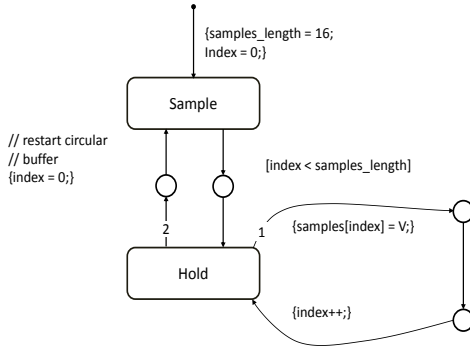 {samples_length = 16;
Index = 0;}
Sample
// restart circular
// buffer
{index = 0;}
[index < samples_length]
2
1
{samples[index] = V;}
Hold
{index++;}